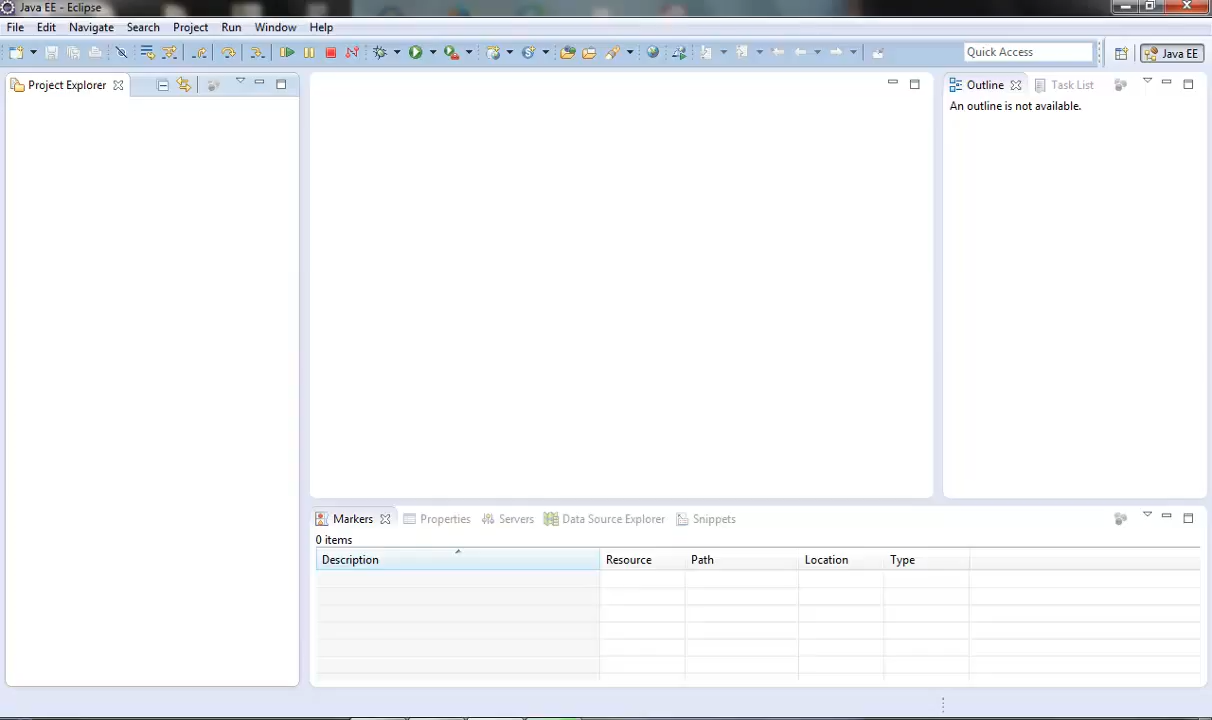 Java EE - Eclipse
File Edit Navigate Search Project Run Window Help
Quick Access Java EE
Project Explorer
Outline Task List
An outline is not available.
Markers Properties Servers Data Source Explorer Snippets
0 items
Description Resource Path Location Type